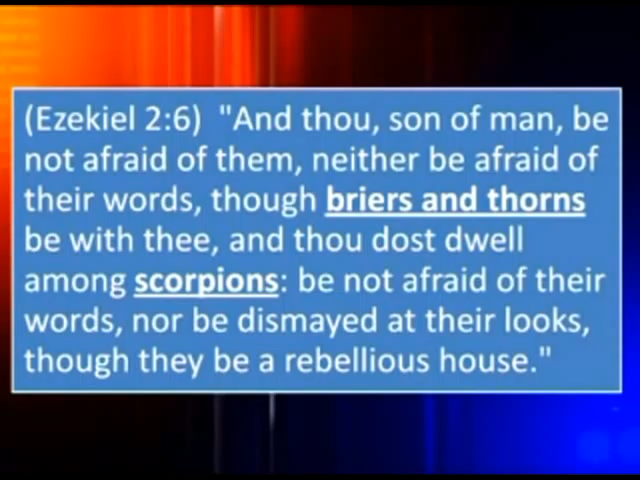 (Ezekiel 2:6)  "And thou, son of man, be
not afraid of them, neither be afraid of
their words, though briers and thorns
be with thee, and thou dost dwell
among scorpions: be not afraid of their
words, nor be dismayed at their looks,
though they be a rebellious house."